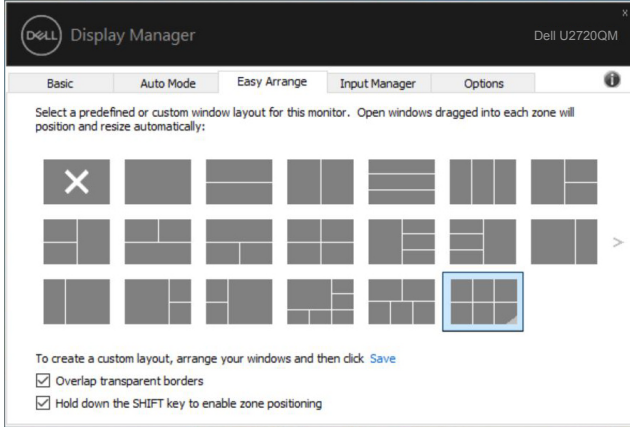 x
DELL Display Manager
Dell U2720QM
Basic Auto Mode Easy Arrange Input Manager Options
Select a predefined or custom window layout for this monitor. Open windows dragged into each zone will
position and resize automatically:
To create a custom layout, arrange your windows and then click Save
Overlap transparent borders
Hold down the SHIFT key to enable zone positioning